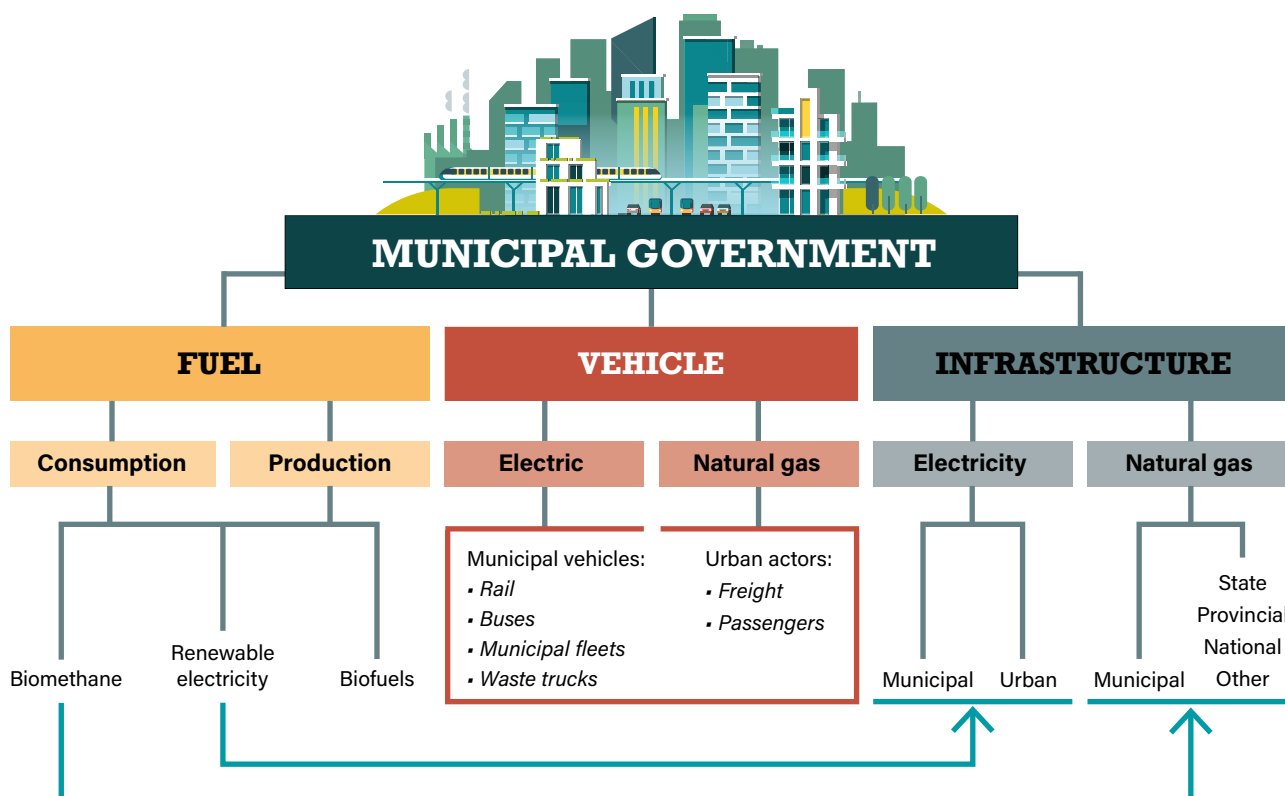 MUNICIPAL GOVERNMENT
FUEL
VEHICLE
INFRASTRUCTURE
Consumption
Production
Electric
Natural gas
Electricity
Natural gas
Biomethane
Renewable
electricity
Biofuels
Municipal vehicles:
• Rail
• Buses
• Municipal fleets
• Waste trucks
Urban actors:
• Freight
• Passengers
Municipal
Urban
Municipal
State
Provincial
National
Other